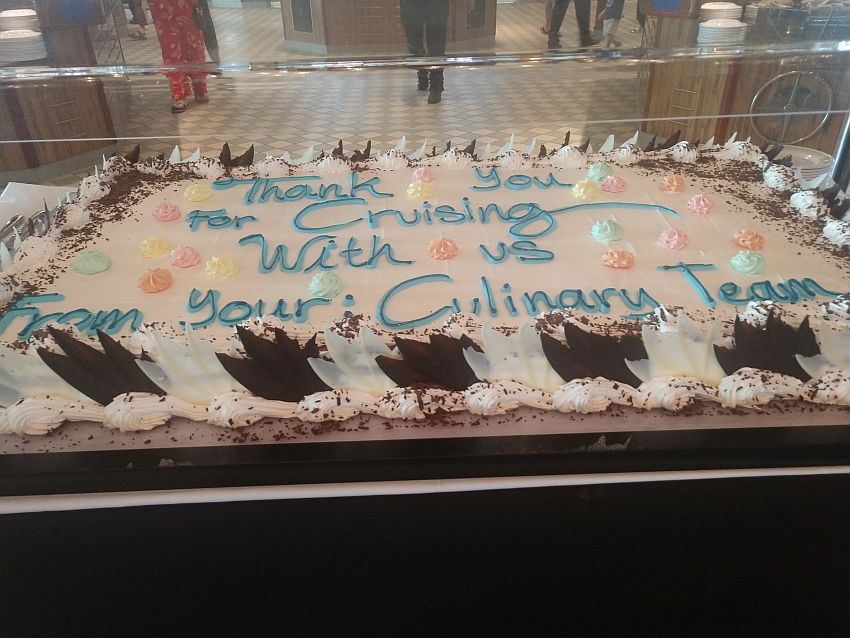 Thank You
For Cruising
With us
From your: Culinary Team